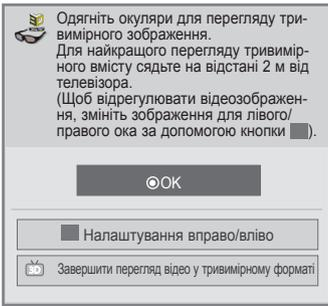 Одягніть окуляри для перегляду три-
вимірного зображення.
Для найкращого перегляду тривимір-
ного вмісту сядьте на відстані 2 м від
телевізора.
(Щоб відрегулювати відеозображен-
ня, змініть зображення для лівого/
правого ока за допомогою кнопки ■).
◉OK
■ Налаштування вправо/вліво
3D Завершити перегляд відео у тривимірному форматі